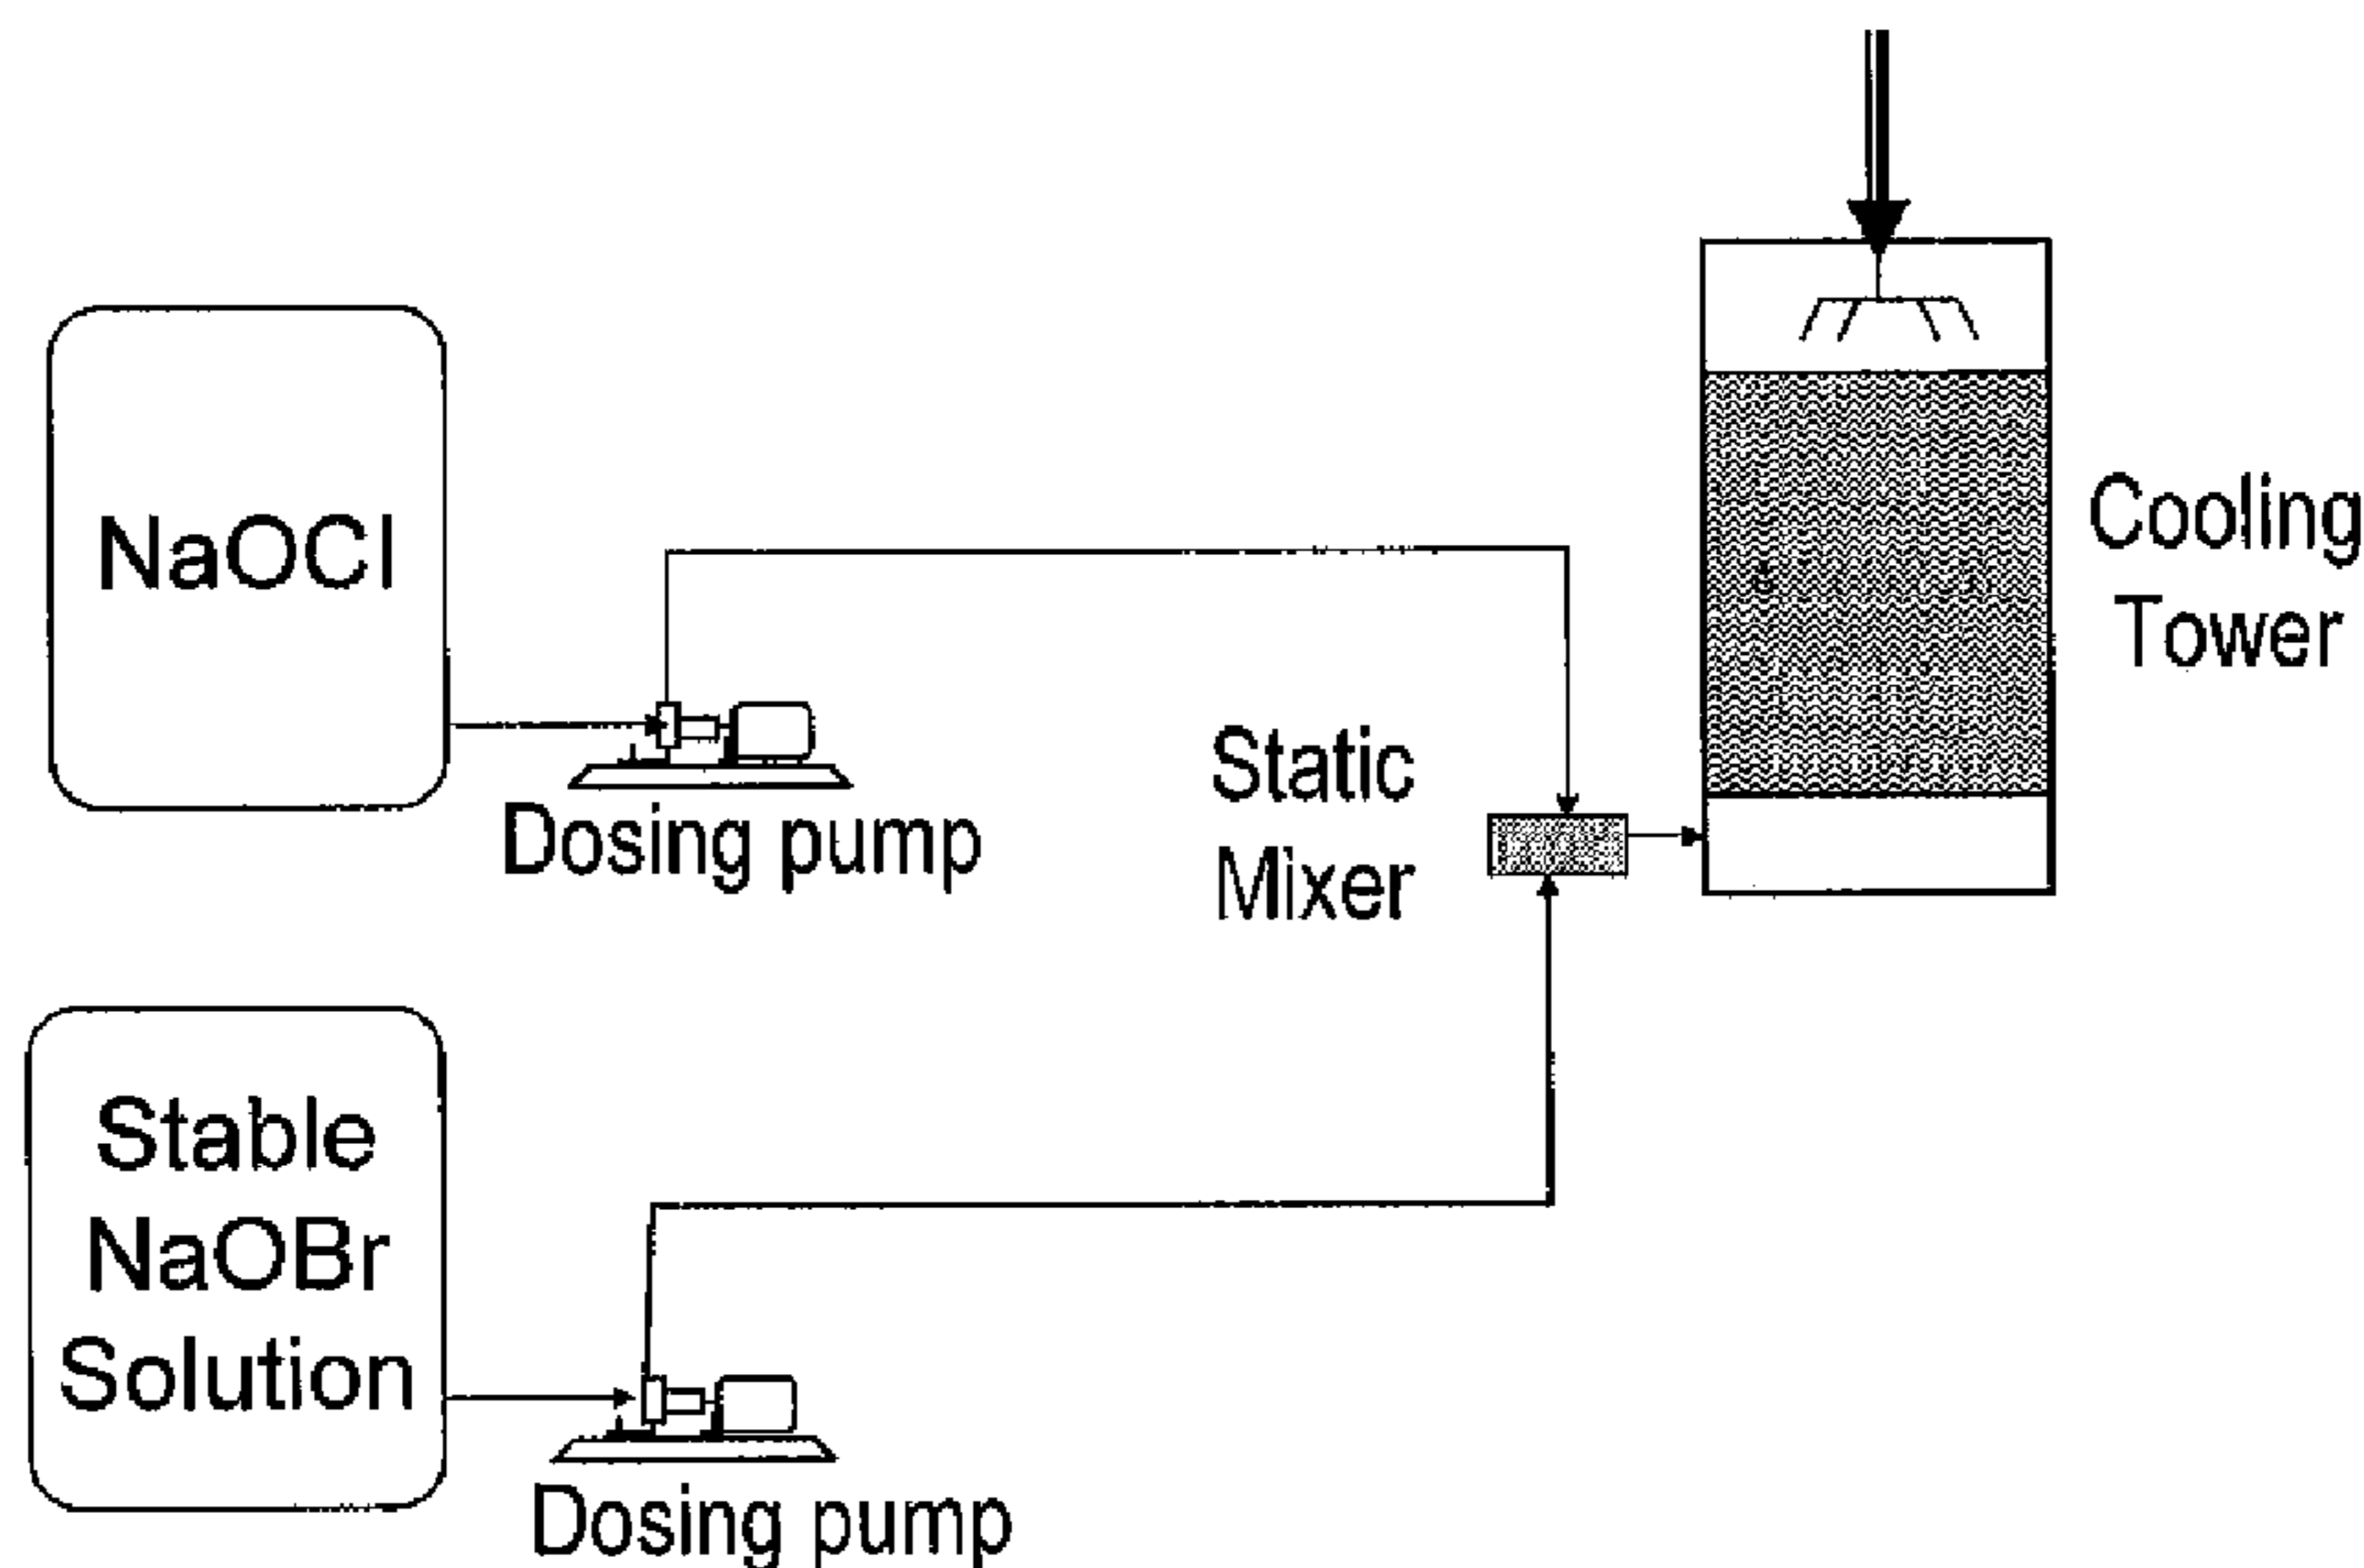 NaOCl
Cooling
Tower
Static
Mixer
Dosing pump
Stable
NaOBr
Solution
Dosing pump